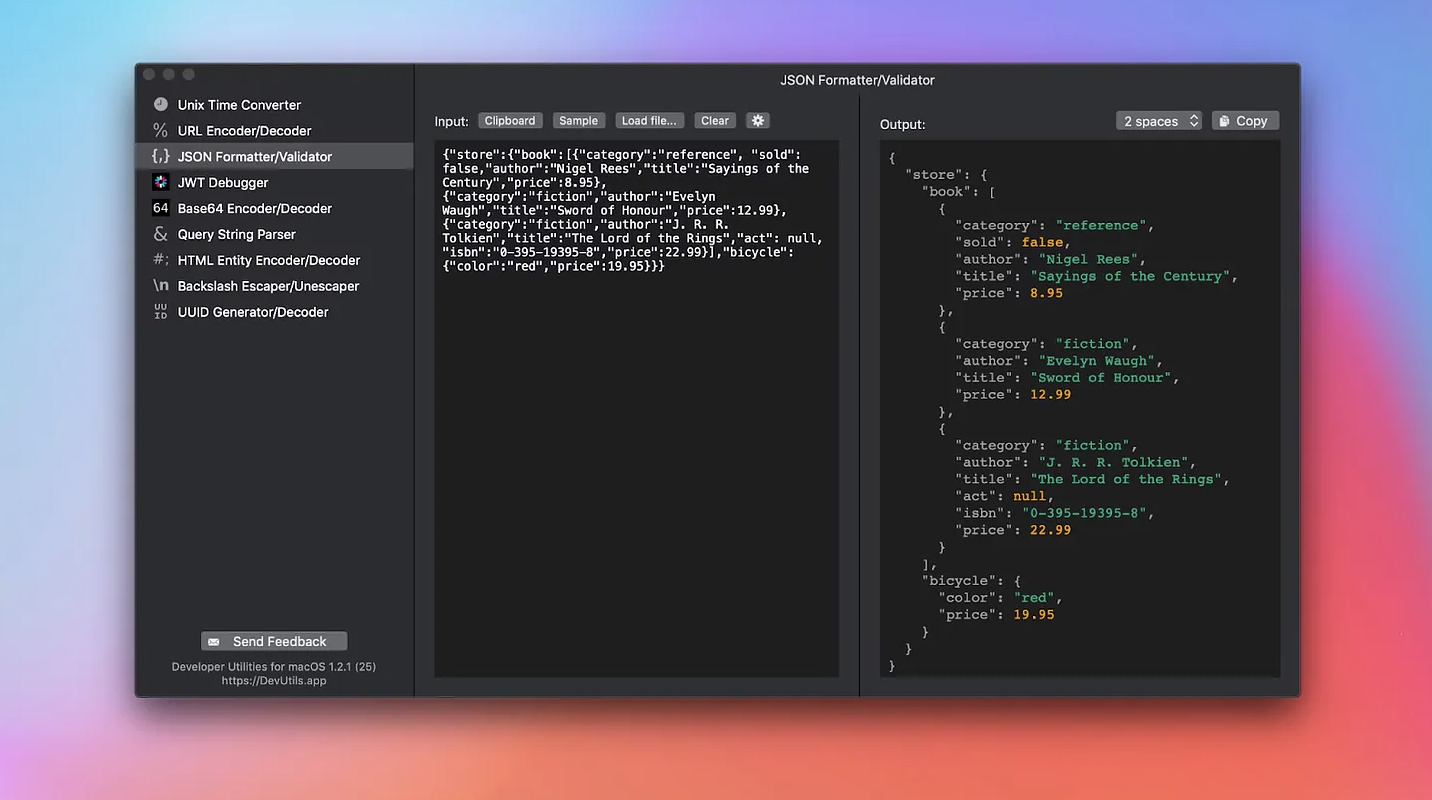 JSON Formatter/Validator
Unix Time Converter
% URL Encoder/Decoder
{,} JSON Formatter/Validator
JWT Debugger
64 Base64 Encoder/Decoder
& Query String Parser
#; HTML Entity Encoder/Decoder
\n Backslash Escaper/Unescaper
UU
ID UUID Generator/Decoder
Send Feedback
Developer Utilities for macOS 1.2.1 (25)
https://DevUtils.app
Input: Clipboard Sample Load file... Clear
{"store":{"book":[{"category":"reference", "sold":
false,"author":"Nigel Rees","title":"Sayings of the
Century","price":8.95},
{"category":"fiction","author":"Evelyn
Waugh","title":"Sword of Honour","price":12.99},
{"category":"fiction","author":"J. R. R.
Tolkien","title":"The Lord of the Rings","act": null,
"isbn":"0-395-19395-8","price":22.99}],"bicycle":
{"color":"red","price":19.95}}}
Output: 2 spaces Copy
{
  "store": {
    "book": [
      {
        "category": "reference",
        "sold": false,
        "author": "Nigel Rees",
        "title": "Sayings of the Century",
        "price": 8.95
      },
      {
        "category": "fiction",
        "author": "Evelyn Waugh",
        "title": "Sword of Honour",
        "price": 12.99
      },
      {
        "category": "fiction",
        "author": "J. R. R. Tolkien",
        "title": "The Lord of the Rings",
        "act": null,
        "isbn": "0-395-19395-8",
        "price": 22.99
      }
    ],
    "bicycle": {
      "color": "red",
      "price": 19.95
    }
  }
}